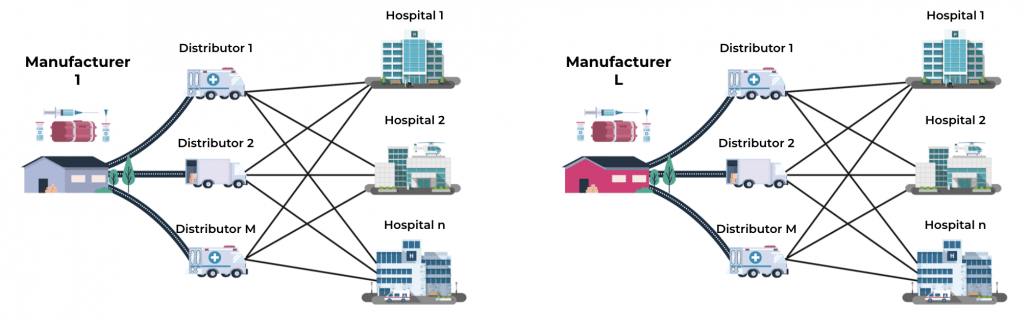 Manufacturer
1
Distributor 1
Distributor 2
Distributor M
Hospital 1
Hospital 2
Hospital n
H
H
Manufacturer
L
Distributor 1
Distributor 2
Distributor M
Hospital 1
Hospital 2
Hospital n
H
H